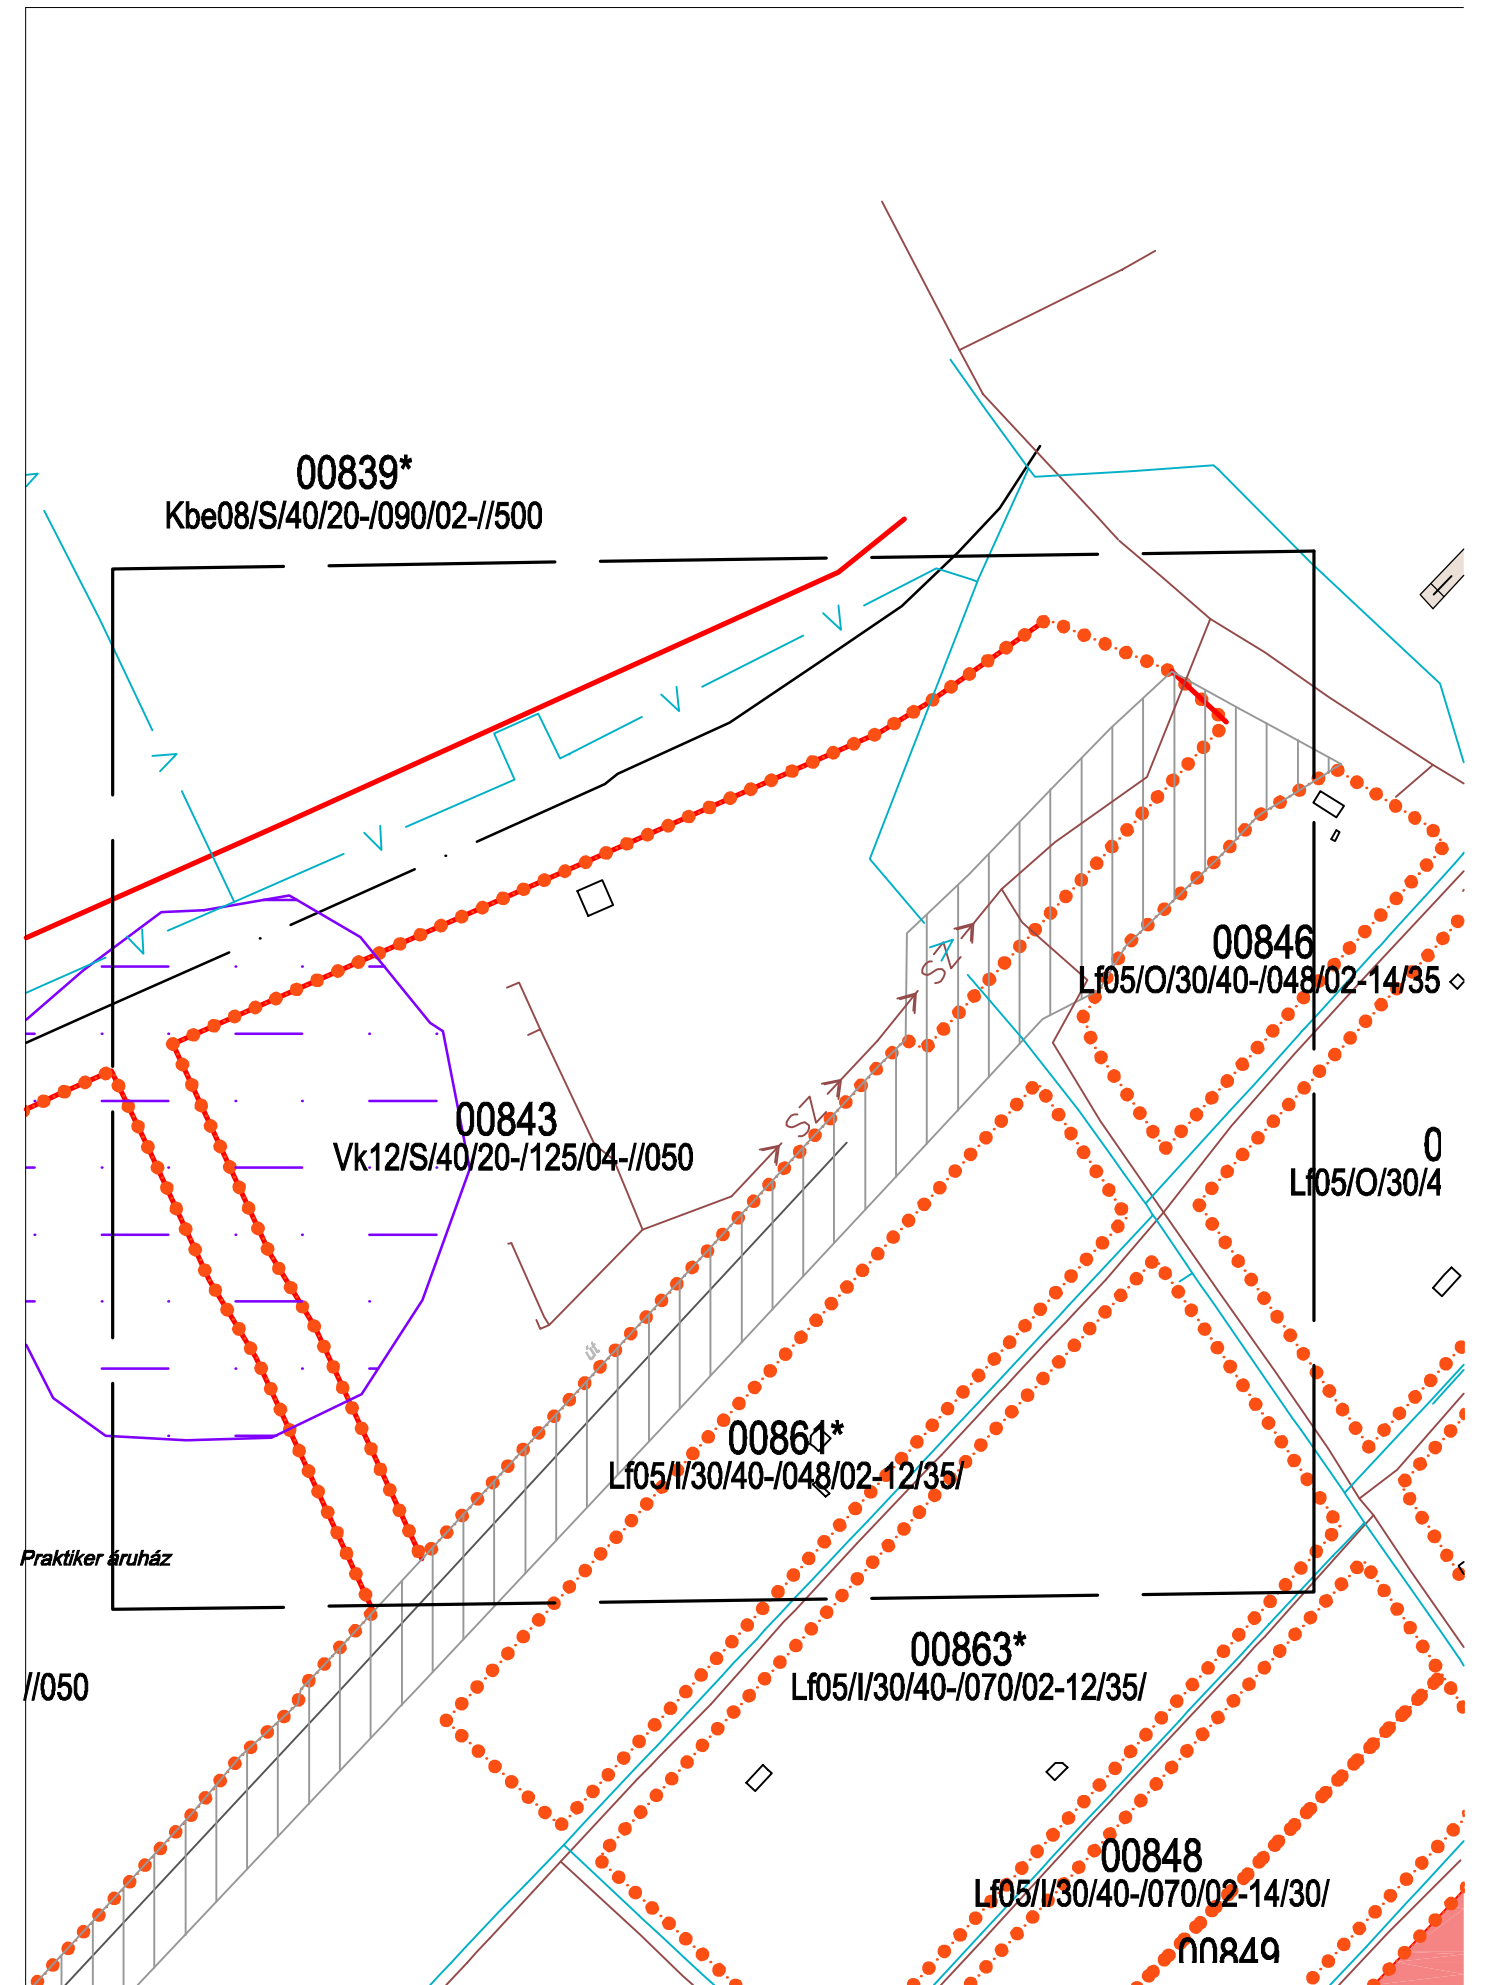 00839*
Kbe08/S/40/20-/090/02-//500
V
V
V
V
V
V
00846
Lf05/O/30/40-/048/02-14/35
SZ
SZ
00843
Vk12/S/40/20-/125/04-//050
0
Lf05/O/30/4
út
00861*
Lf05/I/30/40-/048/02-12/35/
Praktiker áruház
00863*
Lf05/I/30/40-/070/02-12/35/
//050
00848
Lf05/I/30/40-/070/02-14/30/
00849